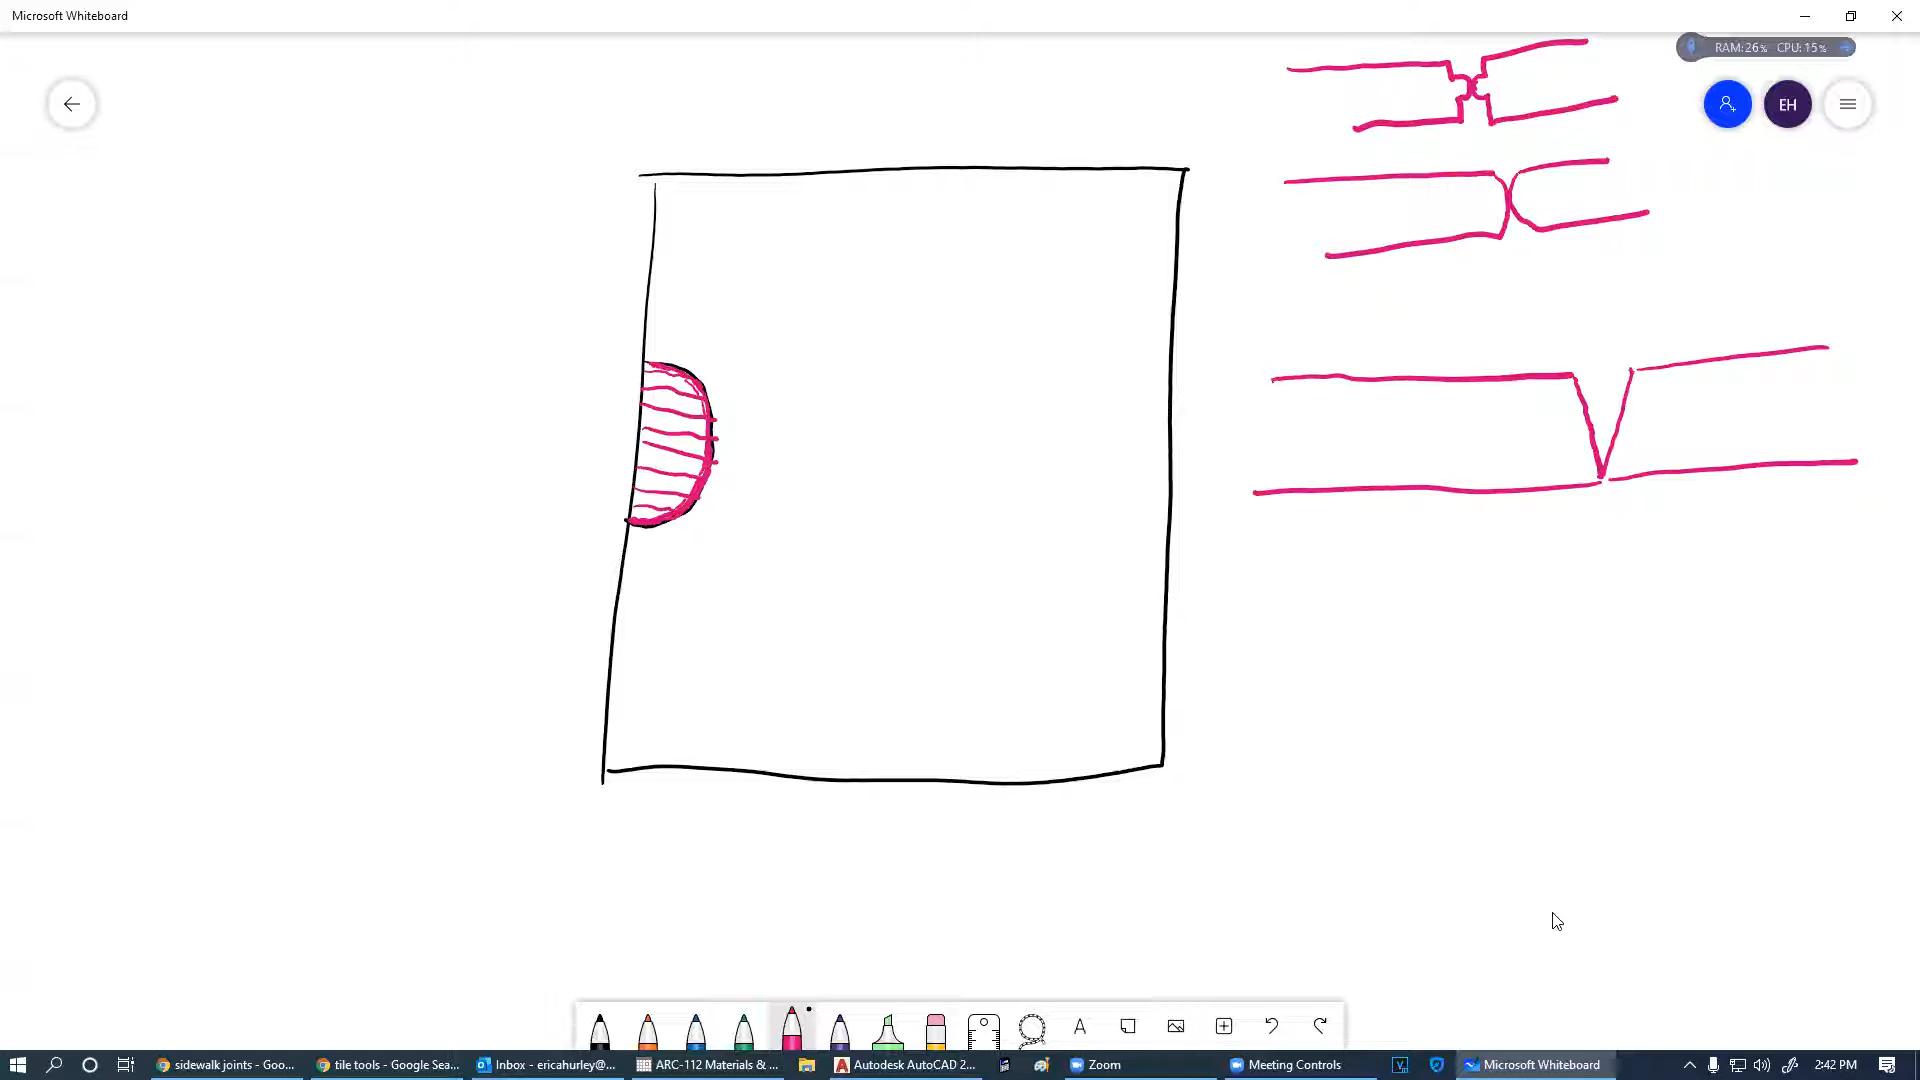 Microsoft Whiteboard
RAM:26% CPU:15%
EH
A
sidewalk joints - Goo...
tile tools - Google Sea...
Inbox - ericahurley@...
ARC-112 Materials & ...
Autodesk AutoCAD 2...
Zoom
Meeting Controls
Microsoft Whiteboard
2:42 PM